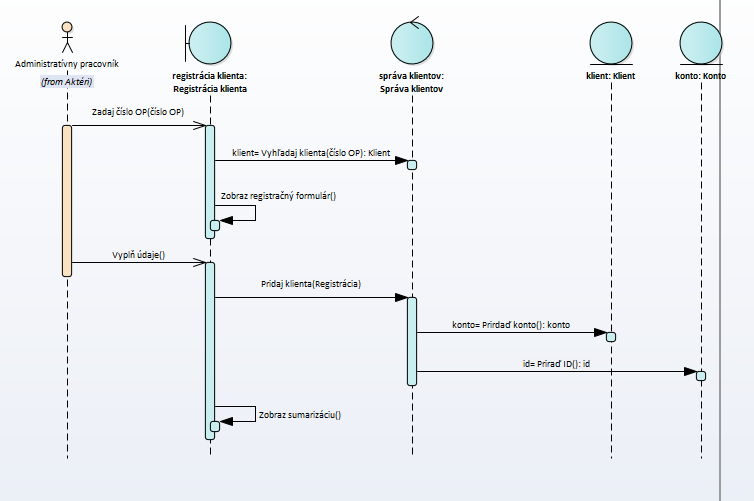 Administratívny pracovník
(from Aktéri)
registrácia klienta:
Registrácia klienta
správa klientov:
Správa klientov
klient: Klient
konto: Konto
Zadaj číslo OP(číslo OP)
klient= Vyhľadaj klienta(číslo OP): Klient
Zobraz registračný formulár()
Vyplň údaje()
Pridaj klienta(Registrácia)
konto= Prirdaď konto(): konto
id= Priraď ID(): id
Zobraz sumarizáciu()